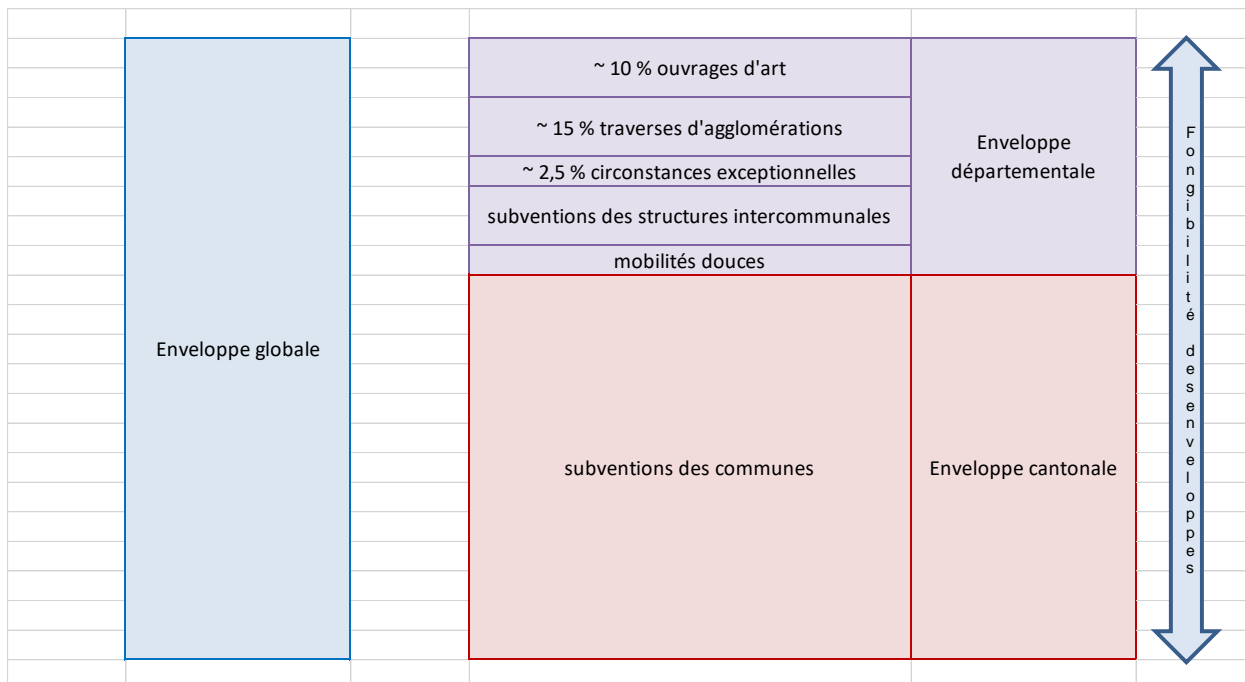 ~ 10 % ouvrages d'art
~ 15 % traverses d'agglomérations
~ 2,5 % circonstances exceptionnelles
subventions des structures intercommunales
mobilités douces
Enveloppe
départementale
Enveloppe globale
subventions des communes
Enveloppe cantonale
Fongibilité des enveloppes